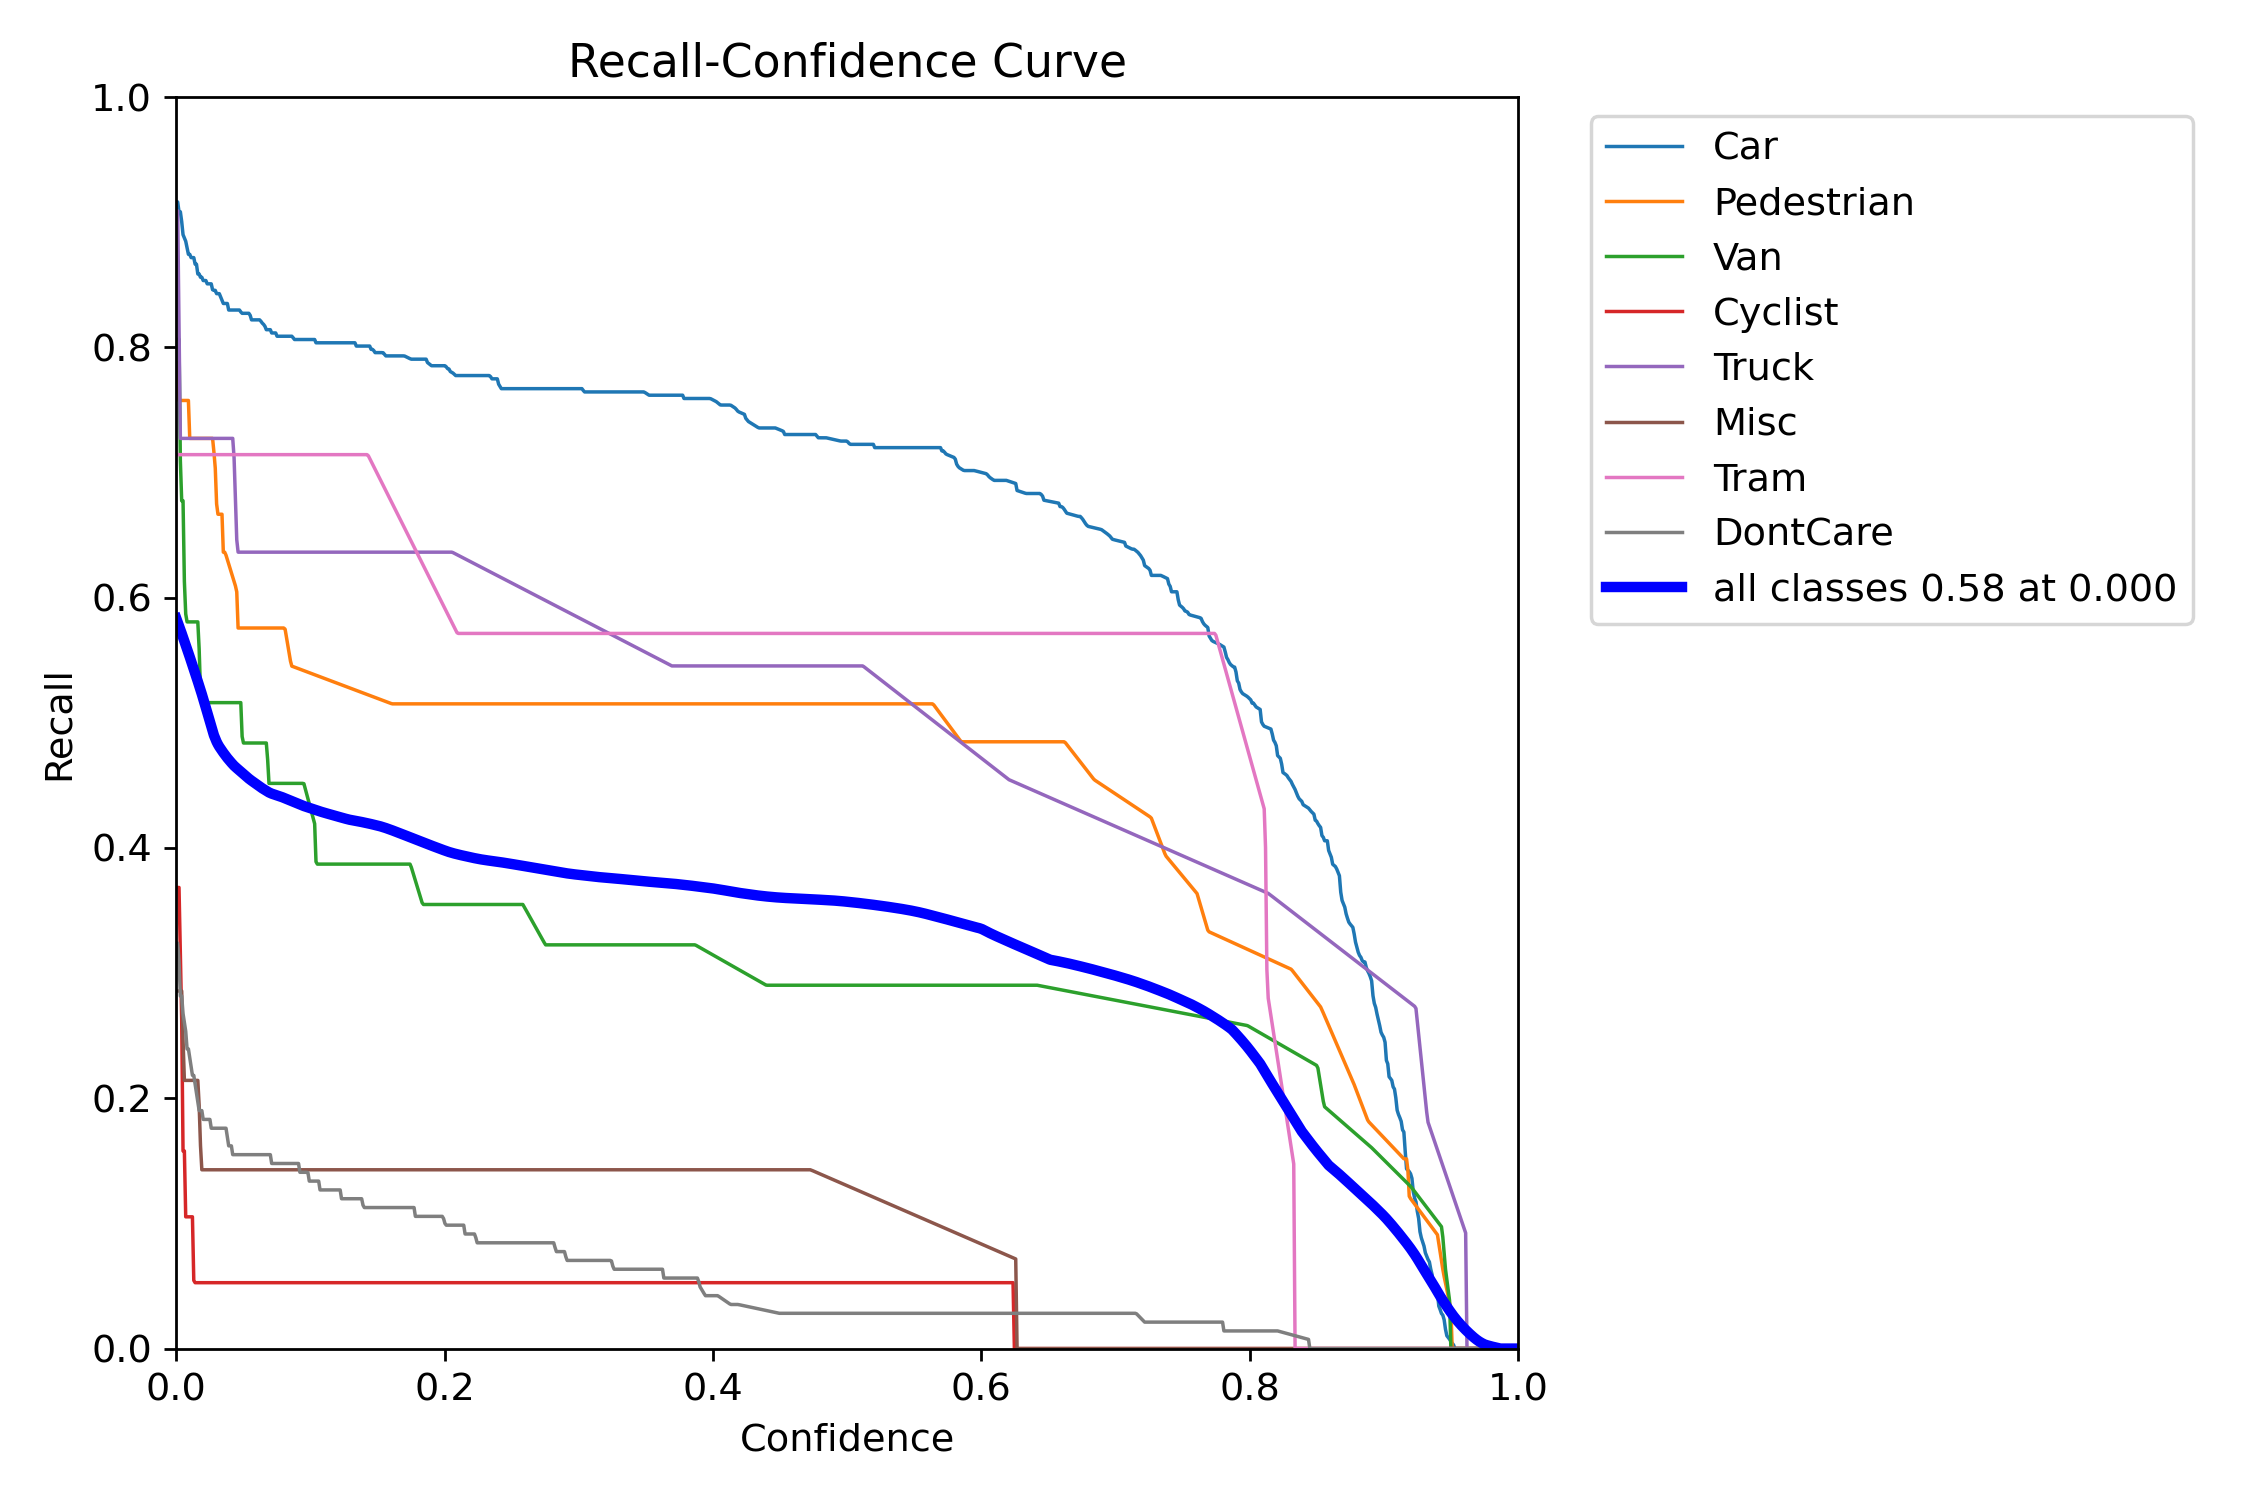 Recall-Confidence Curve
1.0
0.8
0.6
0.4
0.2
0.0
Recall
0.0 0.2 0.4 0.6 0.8 1.0
Confidence
Car
Pedestrian
Van
Cyclist
Truck
Misc
Tram
DontCare
all classes 0.58 at 0.000